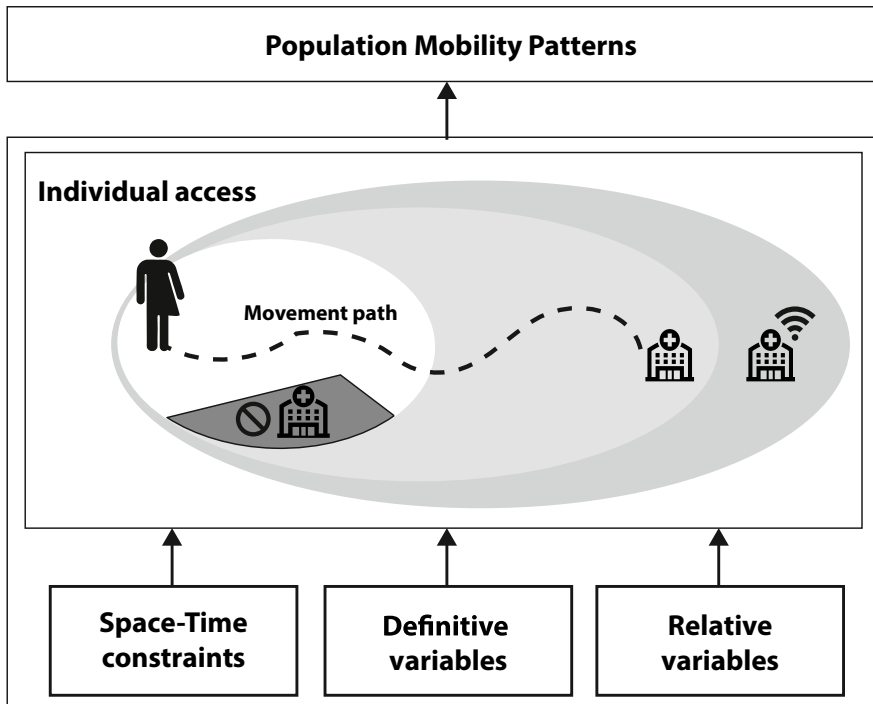 Population Mobility Patterns
Individual access
Movement path
Space-Time
constraints
Definitive
variables
Relative
variables